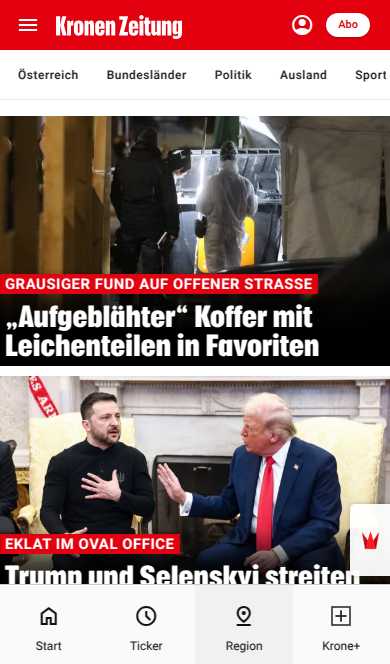 Kronen Zeitung
Abo
Österreich Bundesländer Politik Ausland Sport
GRAUSIGER FUND AUF OFFENER STRASSE
„Aufgeblähter“ Koffer mit
Leichenteilen in Favoriten
EKLAT IM OVAL OFFICE
Trump und Selenskyj streiten
Start Ticker Region Krone+